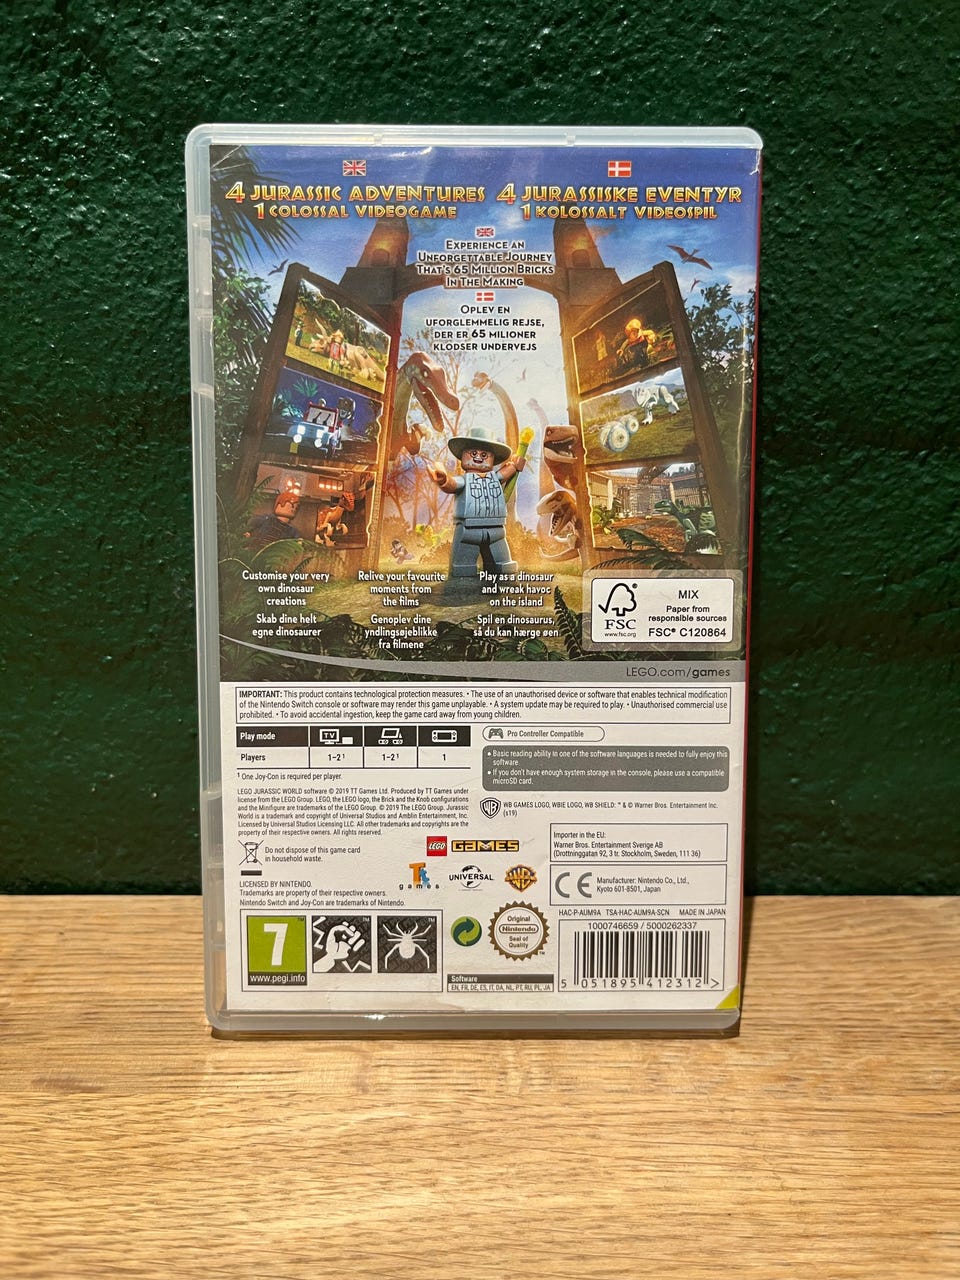 4 JURASSIC ADVENTURES
1 COLOSSAL VIDEOGAME
4 JURASSISKE EVENTYR
1 KOLOSSALT VIDEOSPIL
EXPERIENCE AN
UNFORGETTABLE JOURNEY
THAT'S 65 MILLION BRICKS
IN THE MAKING
OPLEV EN
UFORGLEMMELIG REJSE,
DER ER 65 MILIONER
KLODSER UNDERVEJS
Customise your very
own dinosaur
creations
Skab dine helt
egne dinosaurer
Relive your favourite
moments from
the films
Genoplev dine
yndlingsøjeblikke
fra filmene
Play as a dinosaur
and wreak havoc
on the island
Spil en dinosaurus,
så du kan hærge øen
FSC
www.fsc.org
MIX
Paper from
responsible sources
FSC® C120864
LEGO.com/games
IMPORTANT: This product contains technological protection measures. • The use of an unauthorised device or software that enables technical modification
of the Nintendo Switch console or software may render this game unplayable. • A system update may be required to play. • Unauthorised commercial use
prohibited. • To avoid accidental ingestion, keep the game card away from young children.
Play mode TV
Players 1-2¹ 1-2¹ 1
¹ One Joy-Con is required per player.
Pro Controller Compatible
• Basic reading ability in one of the software languages is needed to fully enjoy this
software.
• If you don't have enough system storage in the console, please use a compatible
microSD card.
LEGO JURASSIC WORLD software © 2019 TT Games Ltd. Produced by TT Games under
license from the LEGO Group. LEGO, the LEGO logo, the Brick and the Knob configurations
and the Minifigure are trademarks of the LEGO Group. © 2019 The LEGO Group. Jurassic
World is a trademark and copyright of Universal Studios and Amblin Entertainment, Inc.
Licensed by Universal Studios Licensing LLC. All other trademarks and copyrights are the
property of their respective owners. All rights reserved.
WB GAMES LOGO, WBIE LOGO, WB SHIELD: ™ & © Warner Bros. Entertainment Inc.
(s19)
Do not dispose of this game card
in household waste.
LEGO GAMES
TT games
UNIVERSAL
WB
Importer in the EU:
Warner Bros. Entertainment Sverige AB
(Drottninggatan 92, 3 tr. Stockholm, Sweden, 111 36)
CE
Manufacturer: Nintendo Co., Ltd.,
Kyoto 601-8501, Japan
LICENSED BY NINTENDO.
Trademarks are property of their respective owners.
Nintendo Switch and Joy-Con are trademarks of Nintendo.
HAC-P-AUM9A TSA-HAC-AUM9A-SCN MADE IN JAPAN
1000746659 / 5000262337
7
www.pegi.info
Original
Nintendo
Seal of
Quality
Software
EN, FR, DE, ES, IT, DA, NL, PT, RU, PL, JA
5 051895 412312 >